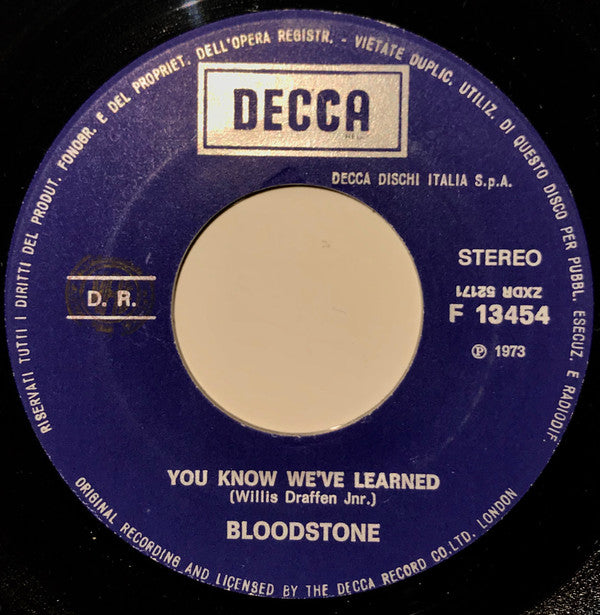 RISERVATI TUTTI I DIRITTI DEL PRODUT. FONOGR. E DEL PROPRIET. DELL'OPERA REGISTR. - VIETATE DUPLIC. UTILIZ. DI QUESTO DISCO PER PUBBL. ESECUZ. E RADIODIF.
DECCA
DECCA DISCHI ITALIA S.p.A.
STEREO
ZXDR 52171
D. R.
F 13454
℗ 1973
YOU KNOW WE'VE LEARNED
(Willis Draffen Jnr.)
BLOODSTONE
ORIGINAL RECORDING AND LICENSED BY THE DECCA RECORD CO.LTD. LONDON